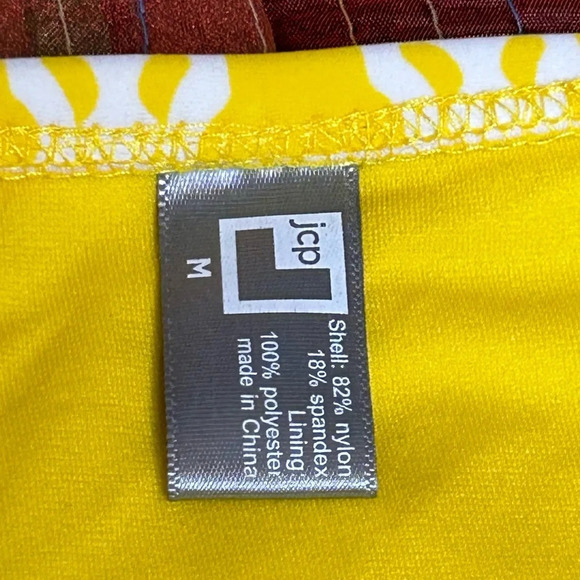 jcp
M
Shell: 82% nylon
18% spandex
Lining
100% polyester
made in China